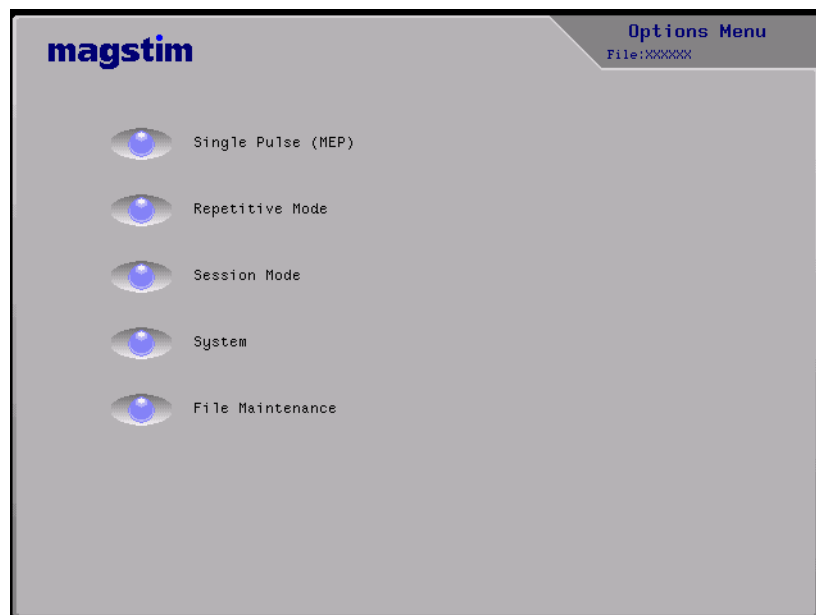 magstim
Options Menu
File:XXXXXX
Single Pulse (MEP)
Repetitive Mode
Session Mode
System
File Maintenance